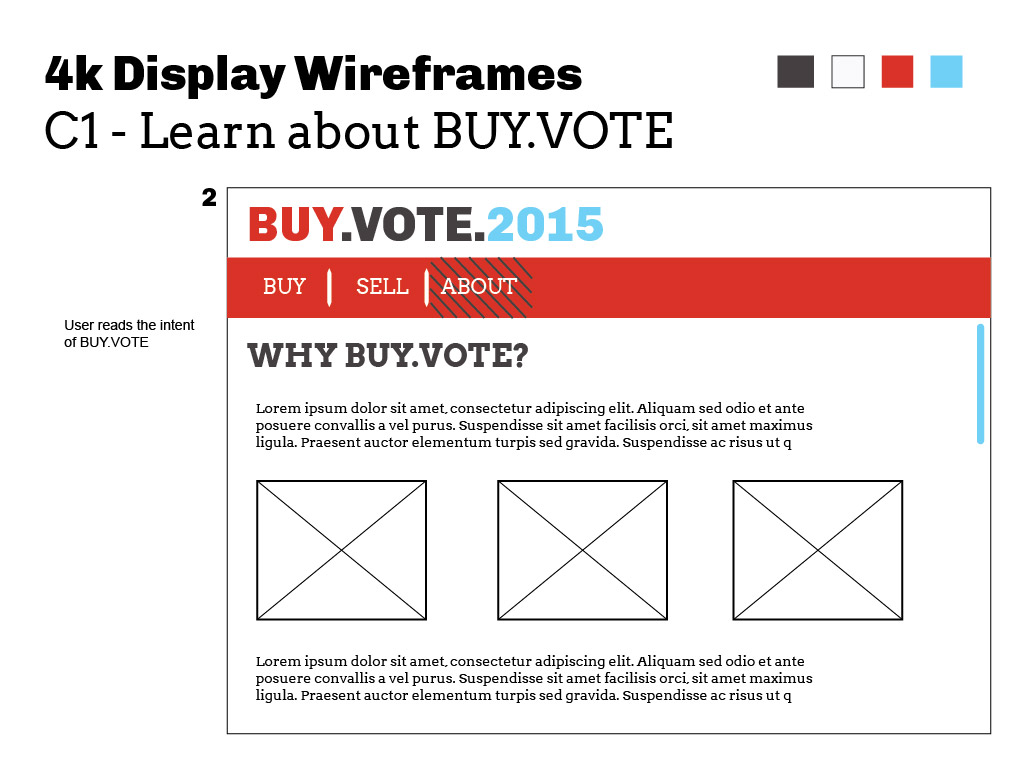 4k Display Wireframes
C1 - Learn about BUY.VOTE
2
BUY.VOTE.2015
BUY
SELL
ABOUT
User reads the intent
of BUY.VOTE
WHY BUY.VOTE?
Lorem ipsum dolor sit amet, consectetur adipiscing elit. Aliquam sed odio et ante
posuere convallis a vel purus. Suspendisse sit amet facilisis orci, sit amet maximus
ligula. Praesent auctor elementum turpis sed gravida. Suspendisse ac risus ut q
Lorem ipsum dolor sit amet, consectetur adipiscing elit. Aliquam sed odio et ante
posuere convallis a vel purus. Suspendisse sit amet facilisis orci, sit amet maximus
ligula. Praesent auctor elementum turpis sed gravida. Suspendisse ac risus ut q